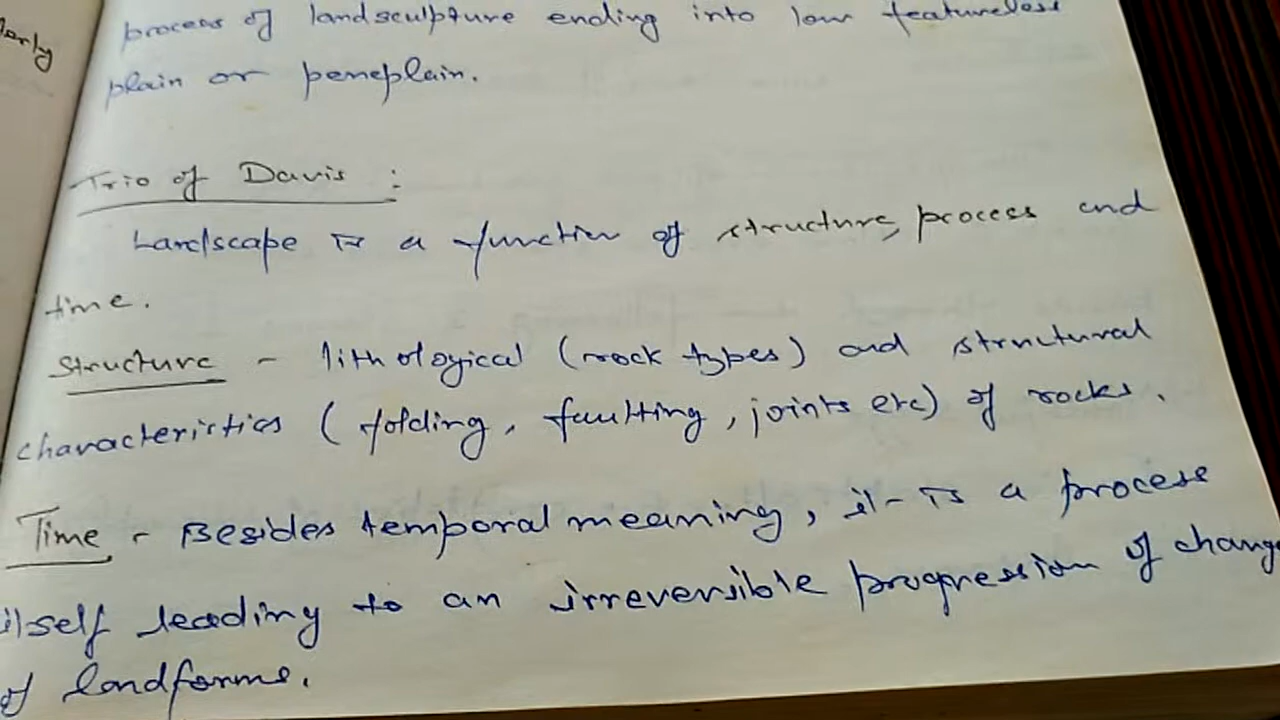 erly
process of landsculpture ending into low featureless
plain or peneplain.
Trio of Davis :
Landscape is a function of structure, process and
time.
Structure - lithological (rock types) and structural
characteristics (folding, faulting, joints etc) of rocks.
Time - Besides temporal meaning, it is a process
itself leading to an irreversible progression of change
of landforms.